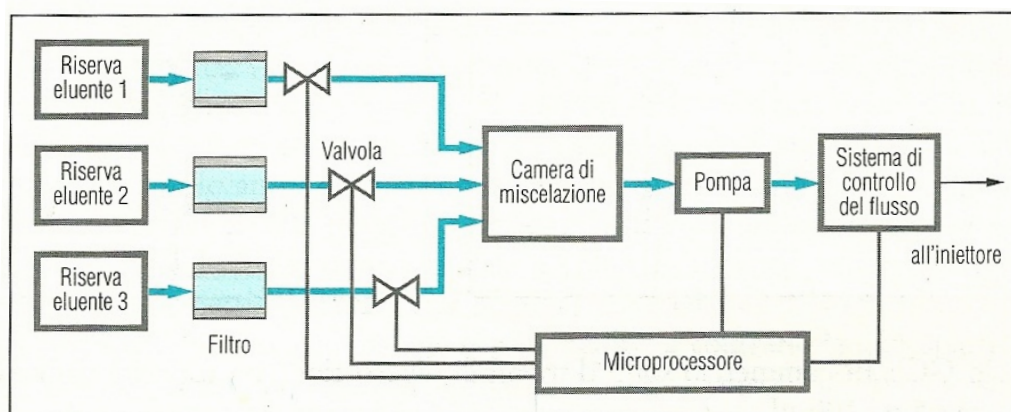 Riserva
eluente 1
Riserva
eluente 2
Riserva
eluente 3
Filtro
Valvola
Camera di
miscelazione
Pompa
Sistema di
controllo
del flusso
all'iniettore
Microprocessore